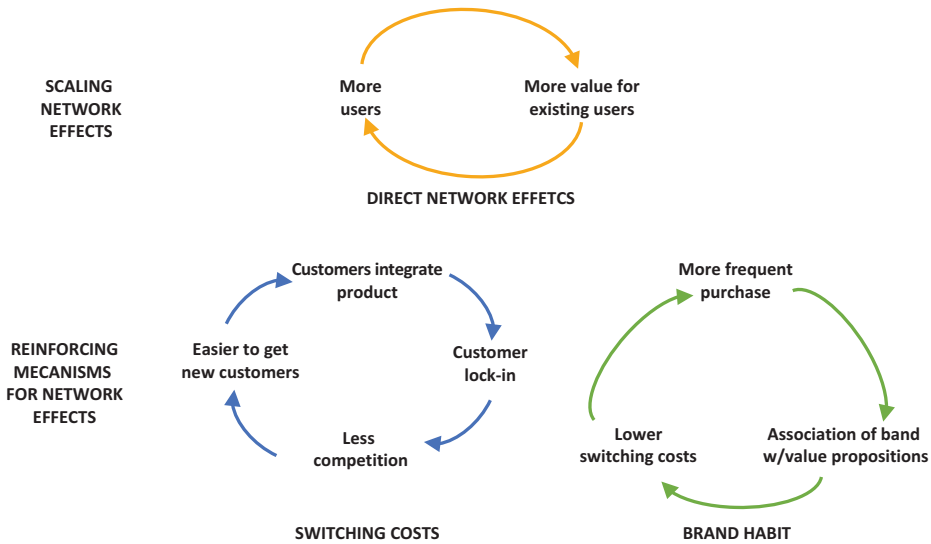 SCALING
NETWORK
EFFECTS
More
users
More value for
existing users
DIRECT NETWORK EFFETCS
REINFORCING
MECANISMS
FOR NETWORK
EFFECTS
Customers integrate
product
Easier to get
new customers
Customer
lock-in
Less
competition
SWITCHING COSTS
More frequent
purchase
Lower
switching costs
Association of band
w/value propositions
BRAND HABIT